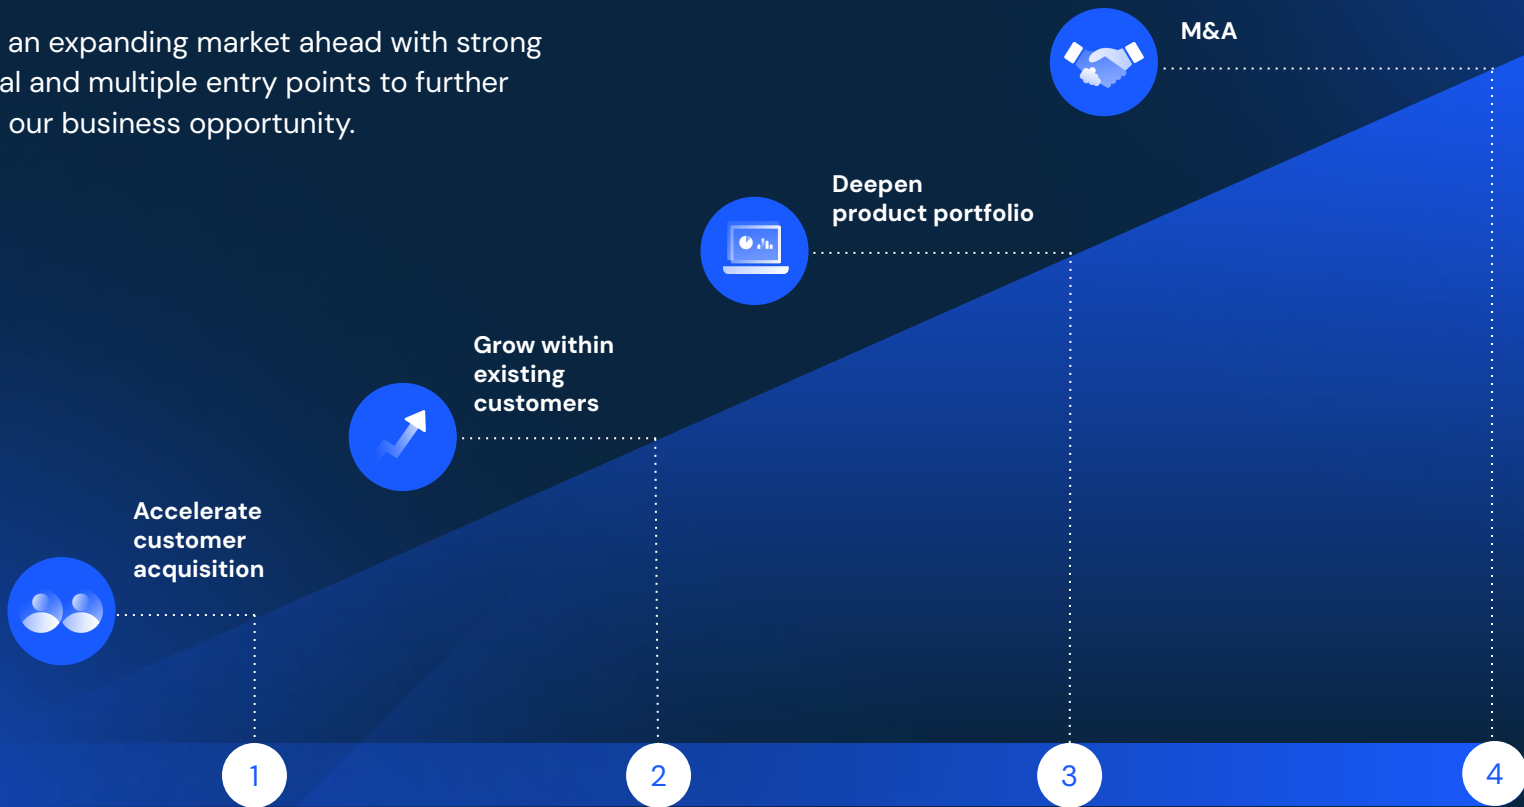 an expanding market ahead with strong
and multiple entry points to further
our business opportunity.
M&A
Deepen
product portfolio
Grow within
existing
customers
Accelerate
customer
acquisition
1
2
3
4